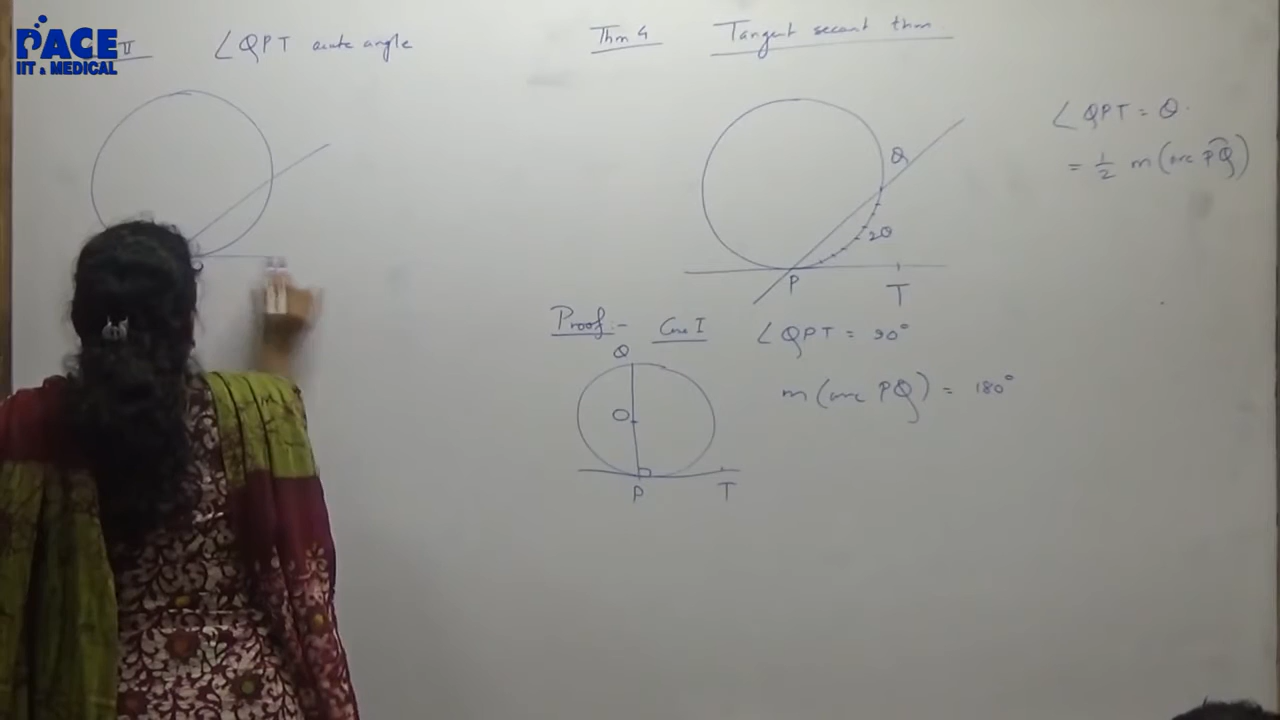 PACE
IIT & MEDICAL
II ∠QPT acute angle
Thm 4 Tangent secant thm
∠QPT = θ.
= 1/2 m(arc PQ)
Q
2θ
P
T
Proof:- Case I ∠QPT = 90°
Q
m(arc PQ) = 180°
O
P
T